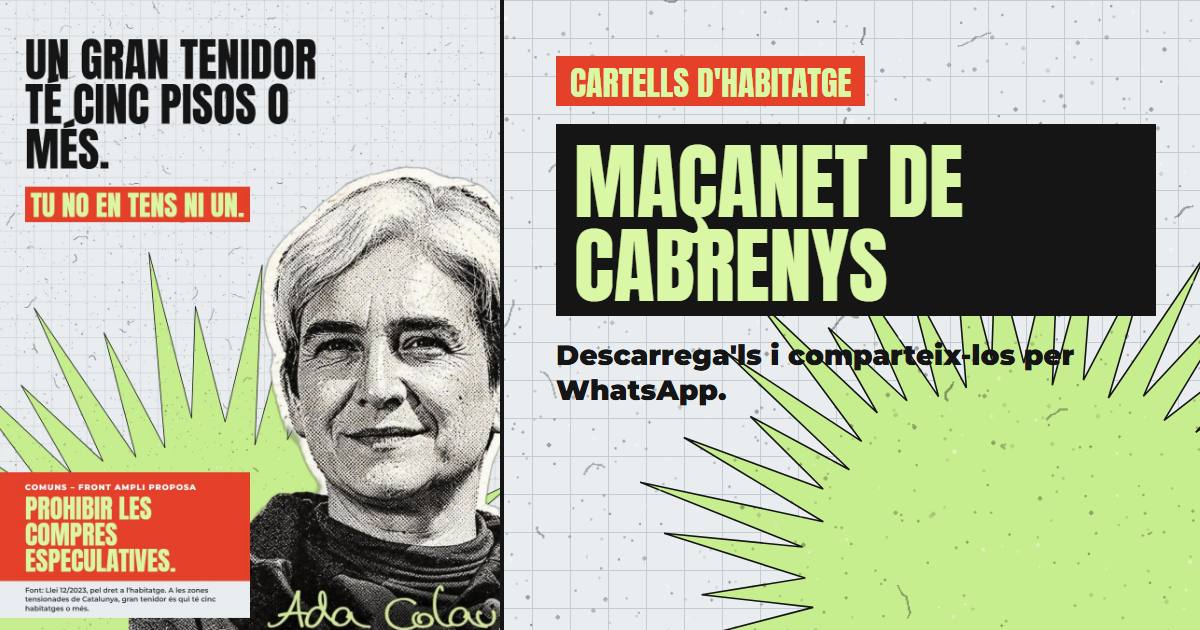 UN GRAN TENIDOR
TÉ CINC PISOS O
MÉS.
TU NO EN TENS NI UN.
COMUNS – FRONT AMPLI PROPOSA
PROHIBIR LES
COMPRES
ESPECULATIVES.
Font: Llei 12/2023, pel dret a l'habitatge. A les zones
tensionades de Catalunya, gran tenidor és qui té cinc
habitatges o més.
Ada Colau
CARTELLS D'HABITATGE
MAÇANET DE
CABRENYS
Descarrega'ls i comparteix-los per
WhatsApp.